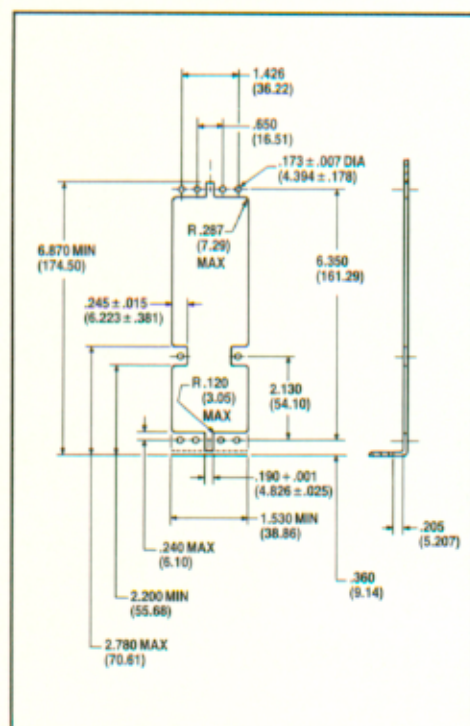 1.426
(36.22)
.650
(16.51)
.173 ± .007 DIA
(4.394 ± .178)
R .287
(7.29)
MAX
6.870 MIN
(174.50)
6.350
(161.29)
.245 ± .015
(6.223 ± .381)
R .120
(3.05)
MAX
2.130
(54.10)
.190 + .001
(4.826 ± .025)
1.530 MIN
(38.86)
.240 MAX
(6.10)
.205
(5.207)
.360
(9.14)
2.200 MIN
(55.68)
2.780 MAX
(70.61)